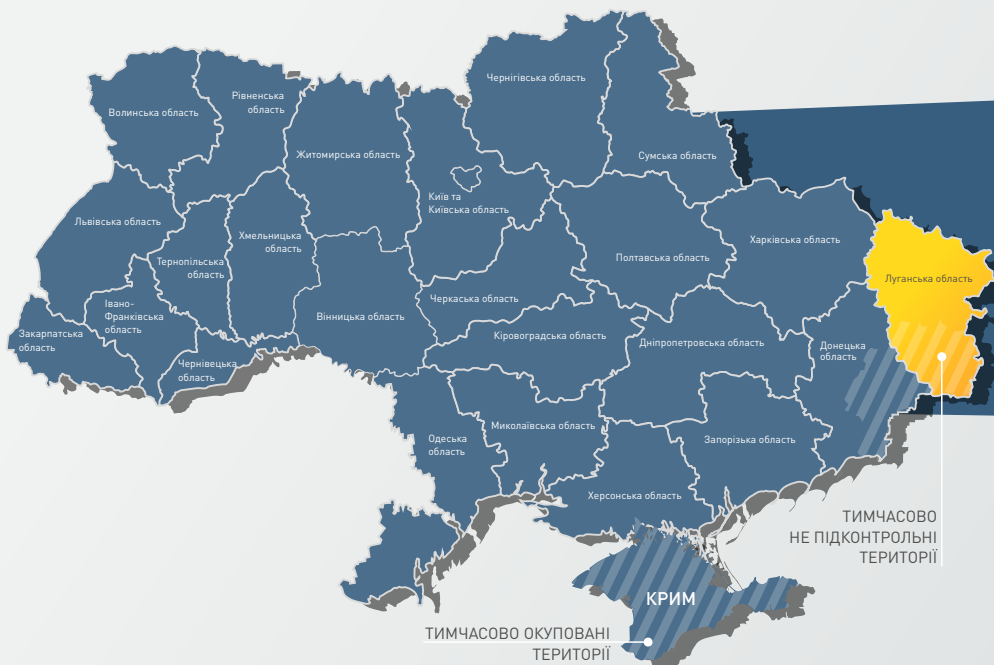 Чернігівська область
Волинська область
Рівненська
область
Житомирська область
Сумська область
Київ та
Київська область
Львівська область
Хмельницька
область
Тернопільська
область
Полтавська область
Харківська область
Луганська область
Івано-
Франківська
область
Закарпатська
область
Чернівецька
область
Вінницька область
Черкаська область
Кіровоградська область
Дніпропетровська область
Донецька
область
Одеська
область
Миколаївська область
Запорізька область
Херсонська область
ТИМЧАСОВО
НЕ ПІДКОНТРОЛЬНІ
ТЕРИТОРІЇ
КРИМ
ТИМЧАСОВО ОКУПОВАНІ
ТЕРИТОРІЇ